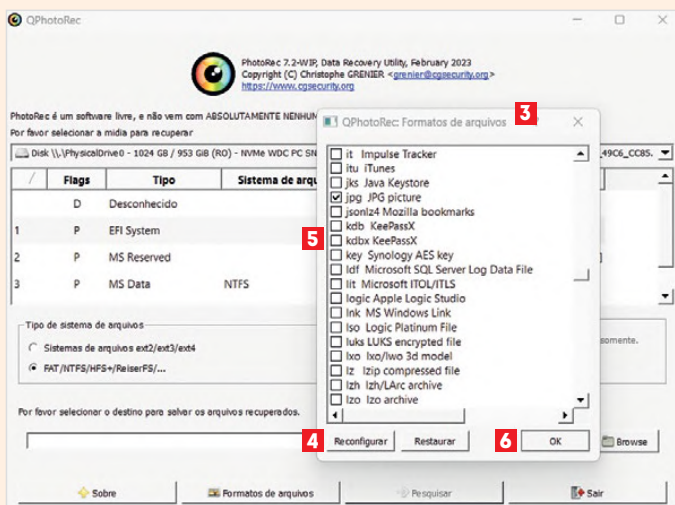 QPhotoRec
PhotoRec 7.2-WIP, Data Recovery Utility, February 2023
Copyright (C) Christophe GRENIER <grenier@cgsecurity.org>
https://www.cgsecurity.org
PhotoRec é um software livre, e não vem com ABSOLUTAMENTE NENHUM
Por favor selecionar a mídia para recuperar
Disk \\.\PhysicalDrive0 - 1024 GB / 953 GiB (RO) - NVMe WDC PC SN
_49C6_CC85.
Flags Tipo Sistema de arqu
D Desconhecido
1 P EFI System
2 P MS Reserved
3 P MS Data NTFS
Tipo de sistema de arquivos
Sistemas de arquivos ext2/ext3/ext4
somente.
FAT/NTFS/HFS+/ReiserFS/...
Por favor selecionar o destino para salvar os arquivos recuperados.
Browse
Sobre Formatos de arquivos Pesquisar Sair
QPhotoRec: Formatos de arquivos 3
it Impulse Tracker
itu iTunes
jks Java Keystore
jpg JPG picture
jsonlz4 Mozilla bookmarks
kdb KeePassX
5 kdbx KeePassX
key Synology AES key
ldf Microsoft SQL Server Log Data File
lit Microsoft ITOL/ITLS
logic Apple Logic Studio
lnk MS Windows Link
lso Logic Platinum File
luks LUKS encrypted file
lxo lxo/lwo 3d model
lz lzip compressed file
lzh lzh/LArc archive
lzo lzo archive
4 Reconfigurar Restaurar 6 OK